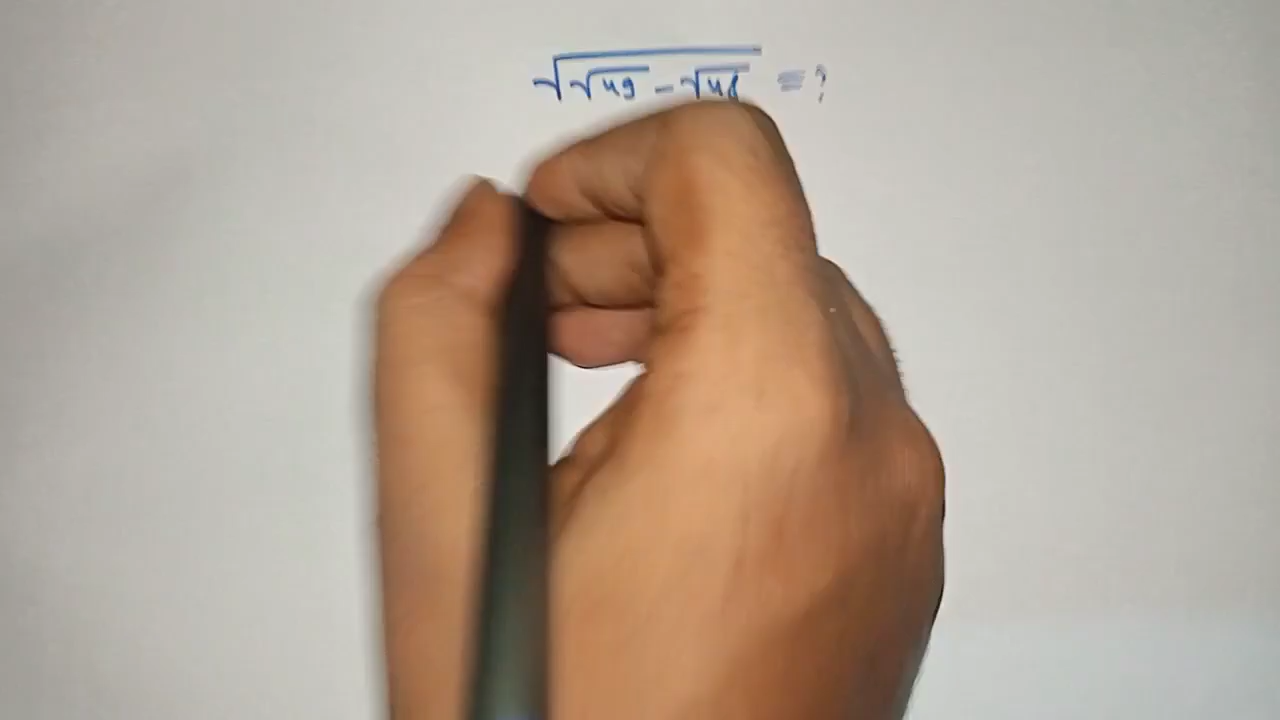 √(√49 - √48) = ?